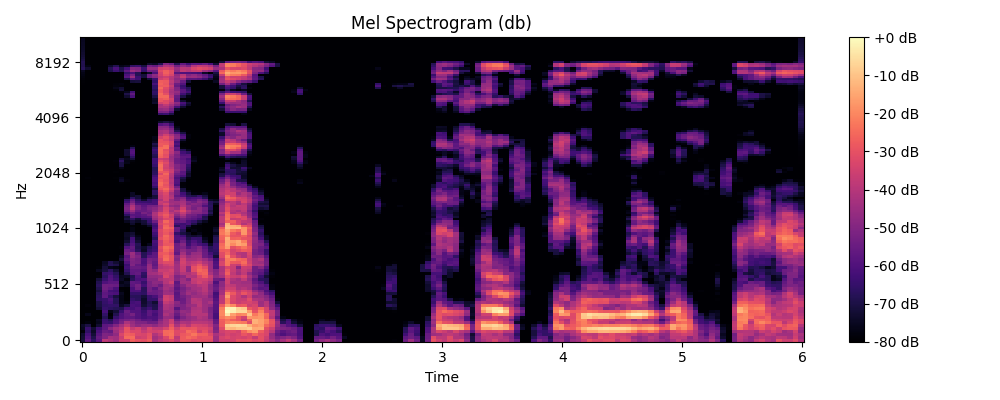 Mel Spectrogram (db)
+0 dB
8192
-10 dB
4096
-20 dB
-30 dB
Hz
2048
-40 dB
1024
-50 dB
-60 dB
512
-70 dB
0
-80 dB
0 1 2 3 4 5 6
Time